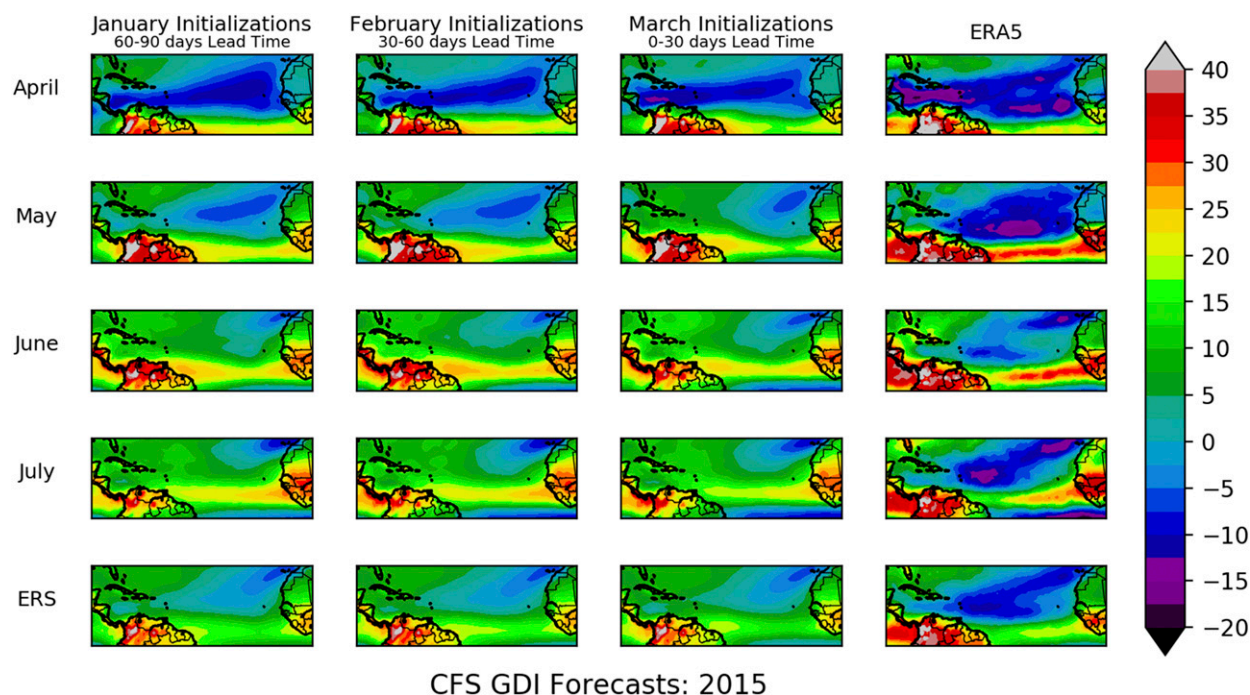 January Initializations
60-90 days Lead Time
February Initializations
30-60 days Lead Time
March Initializations
0-30 days Lead Time
ERA5
April
May
June
July
ERS
40
35
30
25
20
15
10
5
0
−5
−10
−15
−20
CFS GDI Forecasts: 2015